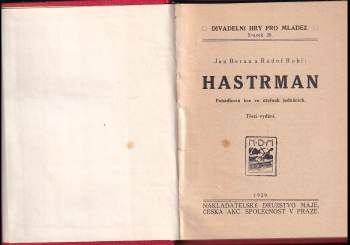 DIVADELNÍ HRY PRO MLÁDEŽ.
Svazek 28.
Jan Beran a Rudolf Rohl:
HASTRMAN
Pohádková hra ve čtyřech jednáních.
Třetí vydání.
N·D·M
1929.
NAKLADATELSKÉ DRUŽSTVO MÁJE,
ČESKÁ AKC. SPOLEČNOST V PRAZE.